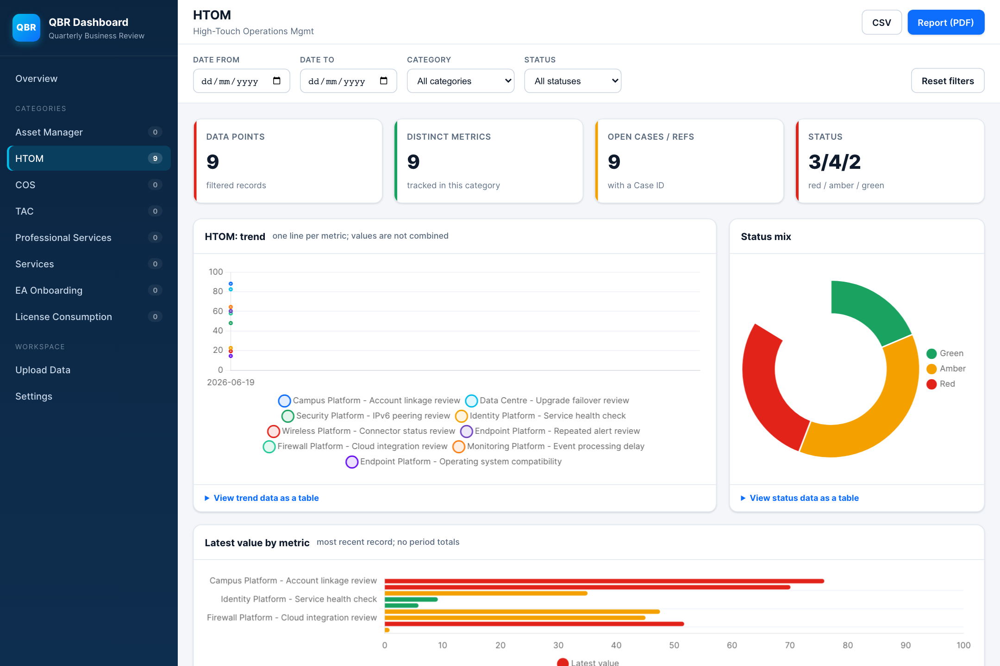 QBR
QBR Dashboard
Quarterly Business Review
Overview
CATEGORIES
Asset Manager 0
HTOM 9
COS 0
TAC 0
Professional Services 0
Services 0
EA Onboarding 0
License Consumption 0
WORKSPACE
Upload Data
Settings
HTOM
High-Touch Operations Mgmt
CSV
Report (PDF)
DATE FROM
dd/mm/yyyy
DATE TO
dd/mm/yyyy
CATEGORY
All categories
STATUS
All statuses
Reset filters
DATA POINTS
9
filtered records
DISTINCT METRICS
9
tracked in this category
OPEN CASES / REFS
9
with a Case ID
STATUS
3/4/2
red / amber / green
HTOM: trend one line per metric; values are not combined
100
80
60
40
20
0
2026-06-19
Campus Platform - Account linkage review Data Centre - Upgrade failover review
Security Platform - IPv6 peering review Identity Platform - Service health check
Wireless Platform - Connector status review Endpoint Platform - Repeated alert review
Firewall Platform - Cloud integration review Monitoring Platform - Event processing delay
Endpoint Platform - Operating system compatibility
View trend data as a table
Status mix
Green
Amber
Red
View status data as a table
Latest value by metric most recent record; no period totals
Campus Platform - Account linkage review
Identity Platform - Service health check
Firewall Platform - Cloud integration review
0 10 20 30 40 50 60 70 80 90 100
Latest value